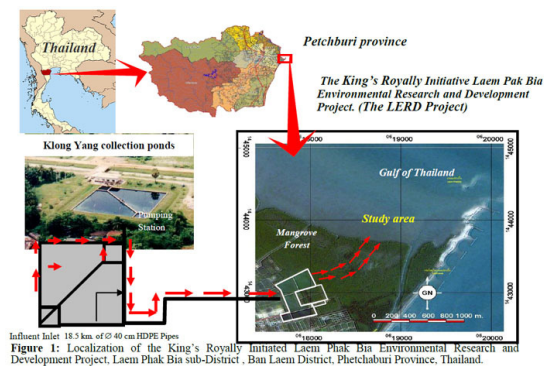 Thailand
Petchburi province
The King's Royally Initiative Laem Pak Bia
Environmental Research and Development
Project. (The LERD Project)
Klong Yang collection ponds
Pumping
Station
Gulf of Thailand
Study area
Mangrove
Forest
GN
0 200 400 600 800 1000 m.
Influent Inlet 18.5 km. of Ø 40 cm HDPE Pipes
Figure 1: Localization of the King's Royally Initiated Laem Phak Bia Environmental Research and
Development Project, Laem Phak Bia sub-District , Ban Laem District, Phetchaburi Province, Thailand.